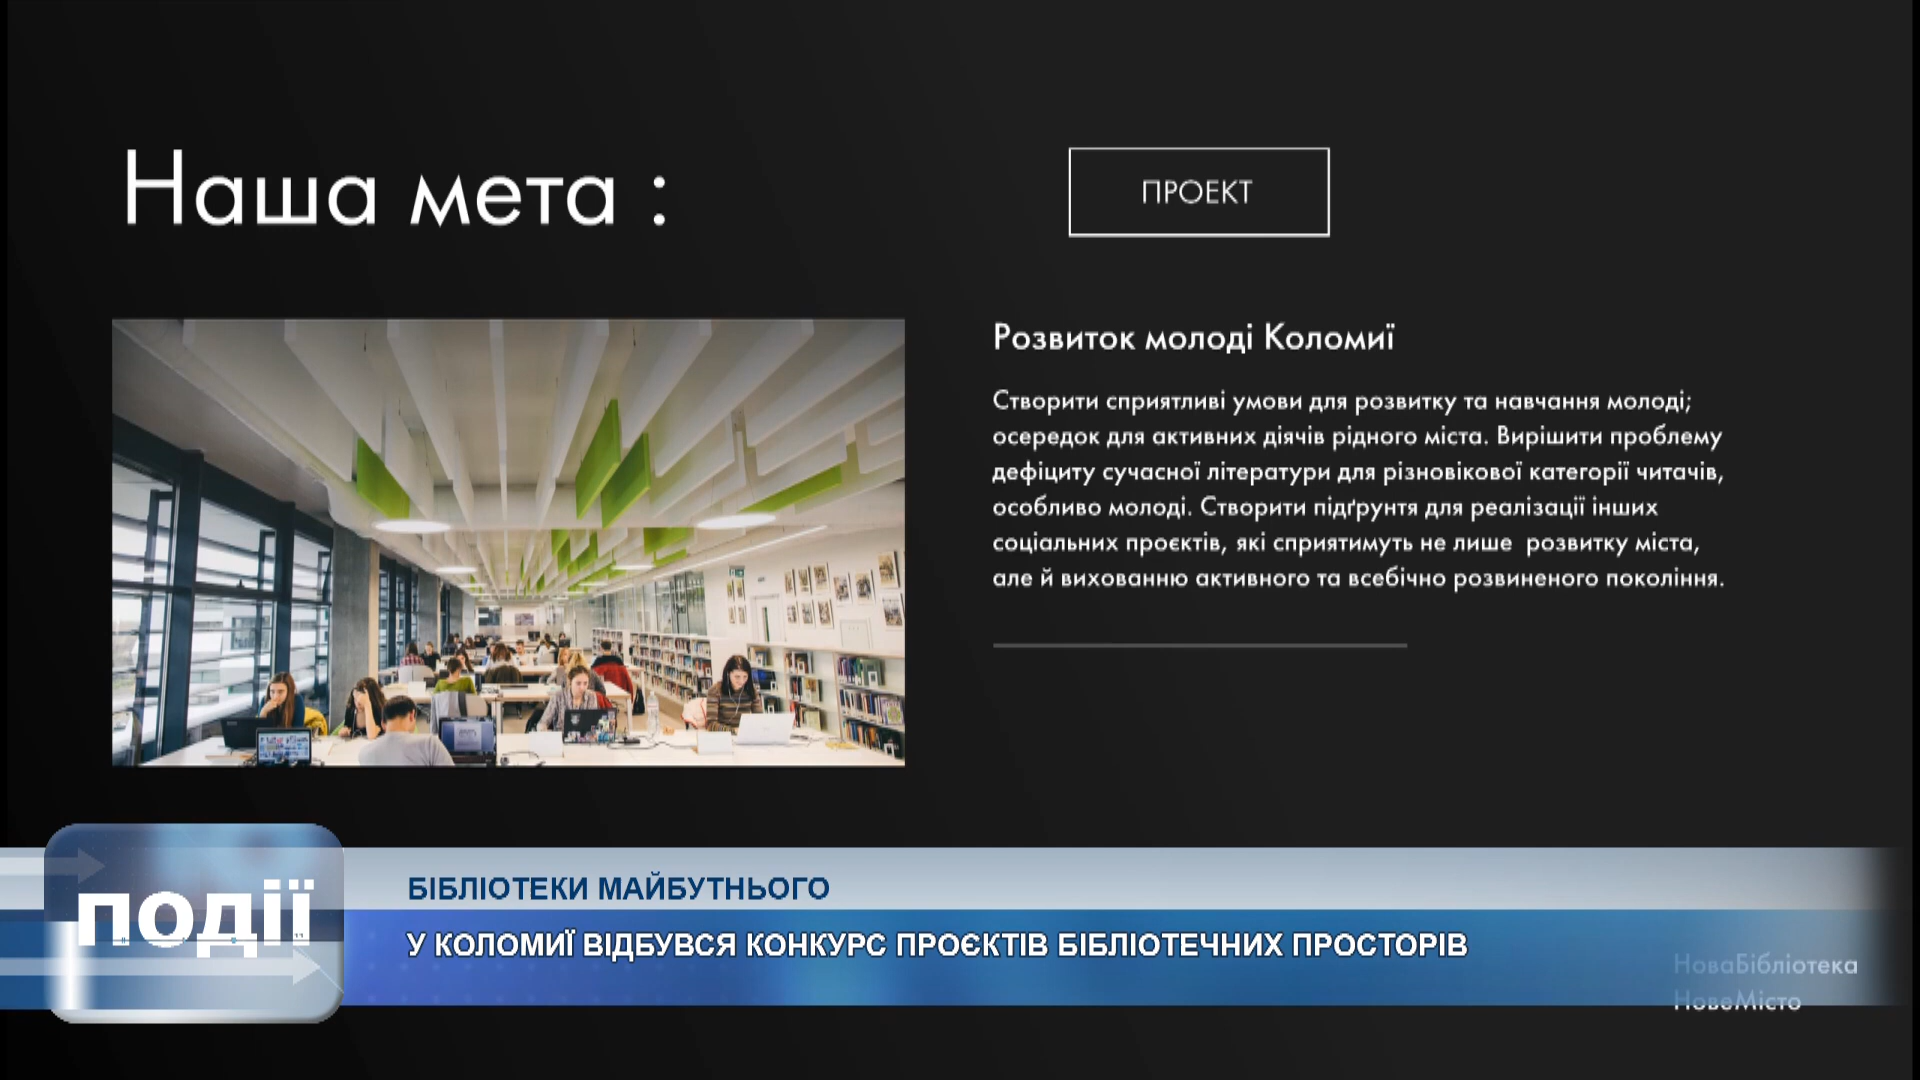 Наша мета :
ПРОЕКТ
Розвиток молоді Коломиї
Створити сприятливі умови для розвитку та навчання молоді;
осередок для активних діячів рідного міста. Вирішити проблему
дефіциту сучасної літератури для різновікової категорії читачів,
особливо молоді. Створити підґрунтя для реалізації інших
соціальних проєктів, які сприятимуть не лише  розвитку міста,
але й вихованню активного та всебічно розвиненого покоління.
події
БІБЛІОТЕКИ МАЙБУТНЬОГО
У КОЛОМИЇ ВІДБУВСЯ КОНКУРС ПРОЄКТІВ БІБЛІОТЕЧНИХ ПРОСТОРІВ
НоваБібліотека
НовеМісто